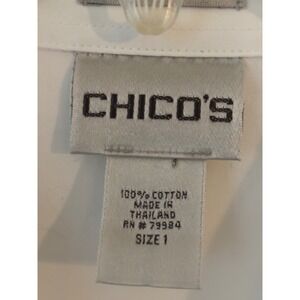 CHICO'S
100% COTTON
MADE IN
THAILAND
RN # 79984
SIZE 1